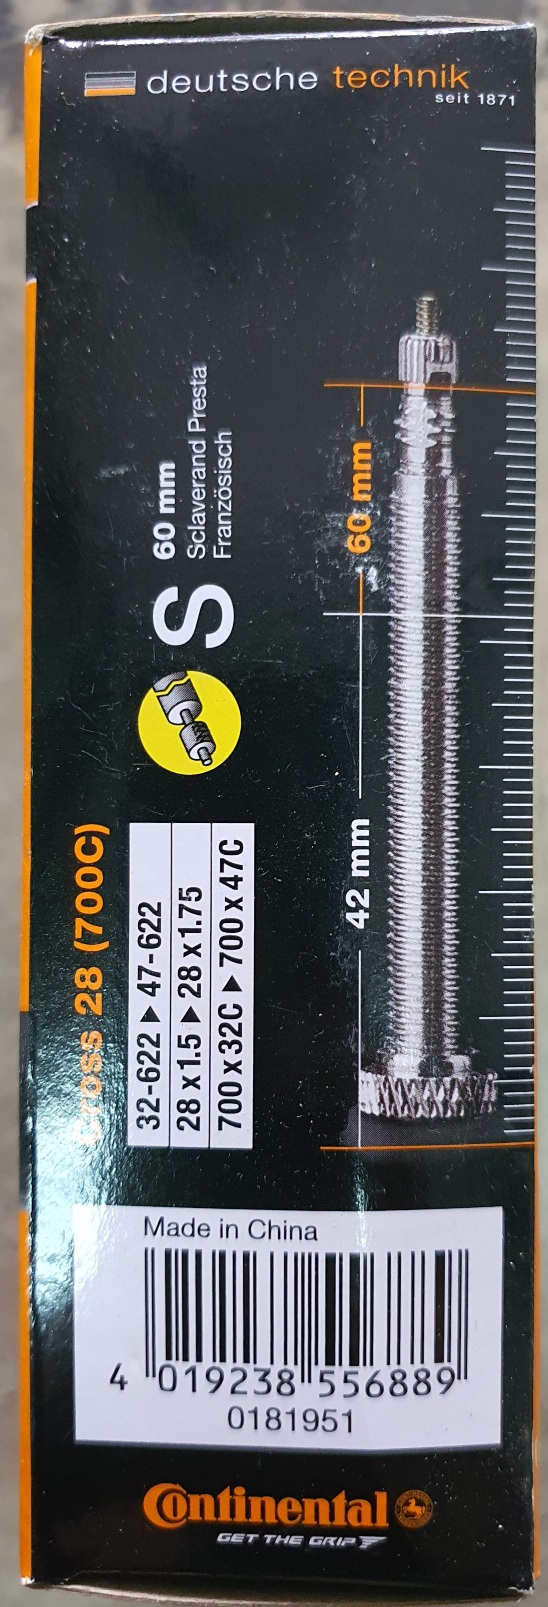 deutsche technik
seit 1871
60 mm
42 mm
S
60 mm
Sclaverand Presta
Französisch
Cross 28 (700C)
32-622 ▶ 47-622
28 x 1.5 ▶ 28 x 1.75
700 x 32C ▶ 700 x 47C
Made in China
4 019238 556889
0181951
Continental
GET THE GRIP